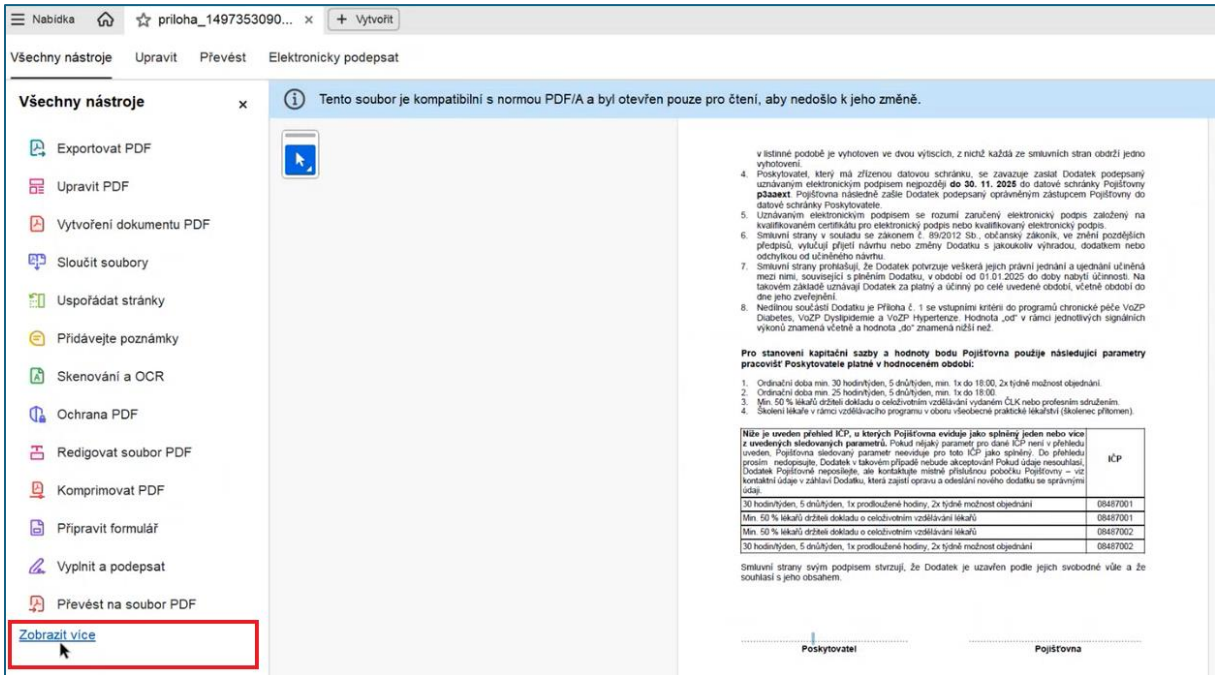 Nabídka
priloha_1497353090...
×
+ Vytvořit
Všechny nástroje
Upravit
Převést
Elektronicky podepsat
Všechny nástroje
×
Exportovat PDF
Upravit PDF
Vytvoření dokumentu PDF
Sloučit soubory
Uspořádat stránky
Přidávejte poznámky
Skenování a OCR
Ochrana PDF
Redigovat soubor PDF
Komprimovat PDF
Připravit formulář
Vyplnit a podepsat
Převést na soubor PDF
Zobrazit více
Tento soubor je kompatibilní s normou PDF/A a byl otevřen pouze pro čtení, aby nedošlo k jeho změně.
v listinné podobě je vyhotoven ve dvou výtiscích, z nichž každá ze smluvních stran obdrží jedno
vyhotovení.
4. Poskytovatel, který má zřízenou datovou schránku, se zavazuje zaslat Dodatek podepsaný
uznávaným elektronickým podpisem nejpozději do 30. 11. 2025 do datové schránky Pojišťovny
p3aaext. Pojišťovna následně zašle Dodatek podepsaný oprávněným zástupcem Pojišťovny do
datové schránky Poskytovatele.
5. Uznávaným elektronickým podpisem se rozumí zaručený elektronický podpis založený na
kvalifikovaném certifikátu pro elektronický podpis nebo kvalifikovaný elektronický podpis.
6. Smluvní strany v souladu se zákonem č. 89/2012 Sb., občanský zákoník, ve znění pozdějších
předpisů, vylučují přijetí návrhu nebo změny Dodatku s jakoukoliv výhradou, dodatkem nebo
odchylkou od učiněného návrhu.
7. Smluvní strany prohlašují, že Dodatek potvrzuje veškerá jejich právní jednání a ujednání učiněná
mezi nimi, související s plněním Dodatku, v období od 01.01.2025 do doby nabytí účinnosti. Na
takovém základě uznávají Dodatek za platný a účinný po celé uvedené období, včetně období do
dne jeho zveřejnění.
8. Nedílnou součástí Dodatku je Příloha č. 1 se vstupními kritérii do programů chronické péče VoZP
Diabetes, VoZP Dyslipidemie a VoZP Hypertenze. Hodnota „od" v rámci jednotlivých signálních
výkonů znamená včetně a hodnota „do" znamená nižší než.
Pro stanovení kapitační sazby a hodnoty bodu Pojišťovna použije následující parametry
pracovišť Poskytovatele platné v hodnoceném období:
1. Ordinační doba min. 30 hodin/týden, 5 dnů/týden, min. 1x do 18:00, 2x týdně možnost objednání.
2. Ordinační doba min. 25 hodin/týden, 5 dnů/týden, min. 1x do 18:00.
3. Min. 50 % lékařů držiteli dokladu o celoživotním vzdělávání vydaném ČLK nebo profesním sdružením.
4. Školení lékaře v rámci vzdělávacího programu v oboru všeobecné praktické lékařství (školenec přítomen).
Níže je uveden přehled IČP, u kterých Pojišťovna eviduje jako splněný jeden nebo více
z uvedených sledovaných parametrů. Pokud nějaký parametr pro dané IČP není v přehledu
uveden, Pojišťovna sledovaný parametr neeviduje pro toto IČP jako splněný. Do přehledu
prosím nedopisujte, Dodatek v takovém případě nebude akceptován! Pokud údaje nesouhlasí,
Dodatek Pojišťovně neposílejte, ale kontaktujte místně příslušnou pobočku Pojišťovny – viz
kontaktní údaje v záhlaví Dodatku, která zajistí opravu a odeslání nového dodatku se správnými
údaji.
IČP
30 hodin/týden, 5 dnů/týden, 1x prodloužené hodiny, 2x týdně možnost objednání 08487001
Min. 50 % lékařů držiteli dokladu o celoživotním vzdělávání lékařů 08487001
Min. 50 % lékařů držiteli dokladu o celoživotním vzdělávání lékařů 08487002
30 hodin/týden, 5 dnů/týden, 1x prodloužené hodiny, 2x týdně možnost objednání 08487002
Smluvní strany svým podpisem stvrzují, že Dodatek je uzavřen podle jejich svobodné vůle a že
souhlasí s jeho obsahem.
Poskytovatel
Pojišťovna